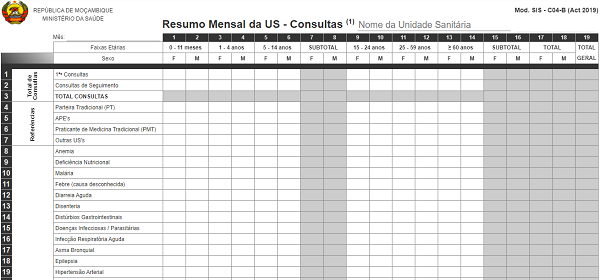 REPÚBLICA DE MOÇAMBIQUE
MINISTÉRIO DA SAÚDE
Mod. SIS - C04-B (Act 2019)
Resumo Mensal da US - Consultas (1) Nome da Unidade Sanitária
Mês: 1 2 3 4 5 6 7 8 9 10 11 12 13 14 15 16 17 18 19
Faixas Etárias 0 - 11 meses 1 - 4 anos 5 - 14 anos SUBTOTAL 15 - 24 anos 25 - 59 anos ≥ 60 anos SUBTOTAL TOTAL TOTAL
Sexo F M F M F M F M F M F M F M F M F M GERAL
Total de Consultas
1 1ªs Consultas
2 Consultas de Seguimento
3 TOTAL CONSULTAS
Referências
4 Parteira Tradicional (PT)
5 APE's
6 Praticante de Medicina Tradicional (PMT)
7 Outras US's
8 Anemia
9 Deficência Nutricional
10 Malária
11 Febre (causa desconhecida)
12 Diarreia Aguda
13 Disenteria
14 Distúrbios Gastrointestinais
15 Doenças Infecciosas / Parasitárias
16 Infecção Respiratória Aguda
17 Asma Bronquial
18 Epilepsia
19 Hipertensão Arterial